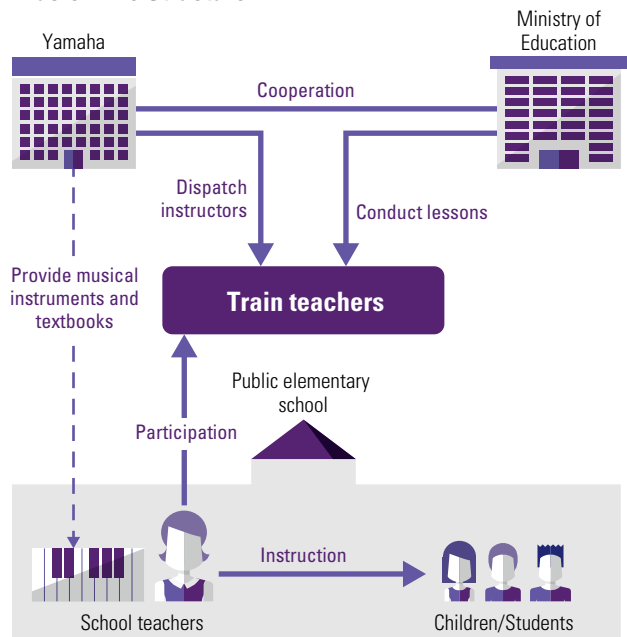 Yamaha
Ministry of
Education
Cooperation
Dispatch
instructors
Conduct lessons
Provide musical
instruments and
textbooks
Train teachers
Public elementary
school
Participation
Instruction
School teachers
Children/Students